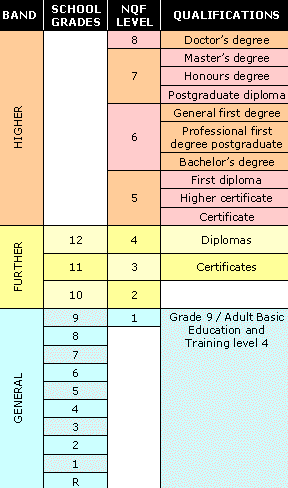 BAND SCHOOL GRADES NQF LEVEL QUALIFICATIONS
HIGHER
8 Doctor's degree
7 Master's degree
Honours degree
Postgraduate diploma
6 General first degree
Professional first
degree postgraduate
Bachelor's degree
5 First diploma
Higher certificate
Certificate
FURTHER
12 4 Diplomas
11 3 Certificates
10 2
GENERAL
9 1 Grade 9 / Adult Basic
Education and
Training level 4
8
7
6
5
4
3
2
1
R